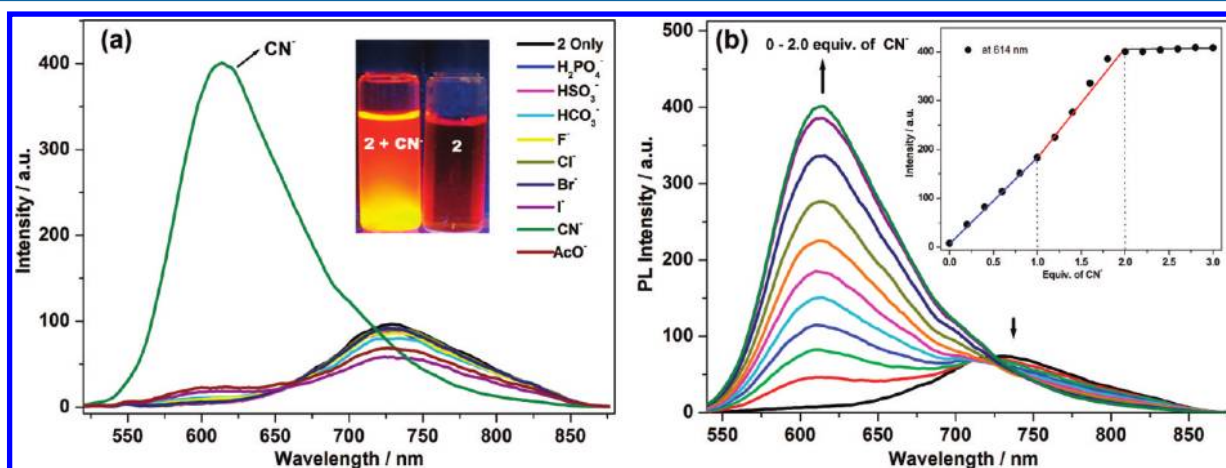 (a)
CN⁻
2 + CN⁻
2
2 Only
H₂PO₄⁻
HSO₃⁻
HCO₃⁻
F⁻
Cl⁻
Br⁻
I⁻
CN⁻
AcO⁻
Intensity / a.u.
400
300
200
100
0
550 600 650 700 750 800 850
Wavelength / nm
(b)
0 - 2.0 equiv. of CN⁻
PL Intensity / a.u.
500
400
300
200
100
0
550 600 650 700 750 800 850
Wavelength / nm
at 614 nm
Intensity / a.u.
400
300
200
100
0
0.0 0.5 1.0 1.5 2.0 2.5 3.0
Equiv. of CN⁻